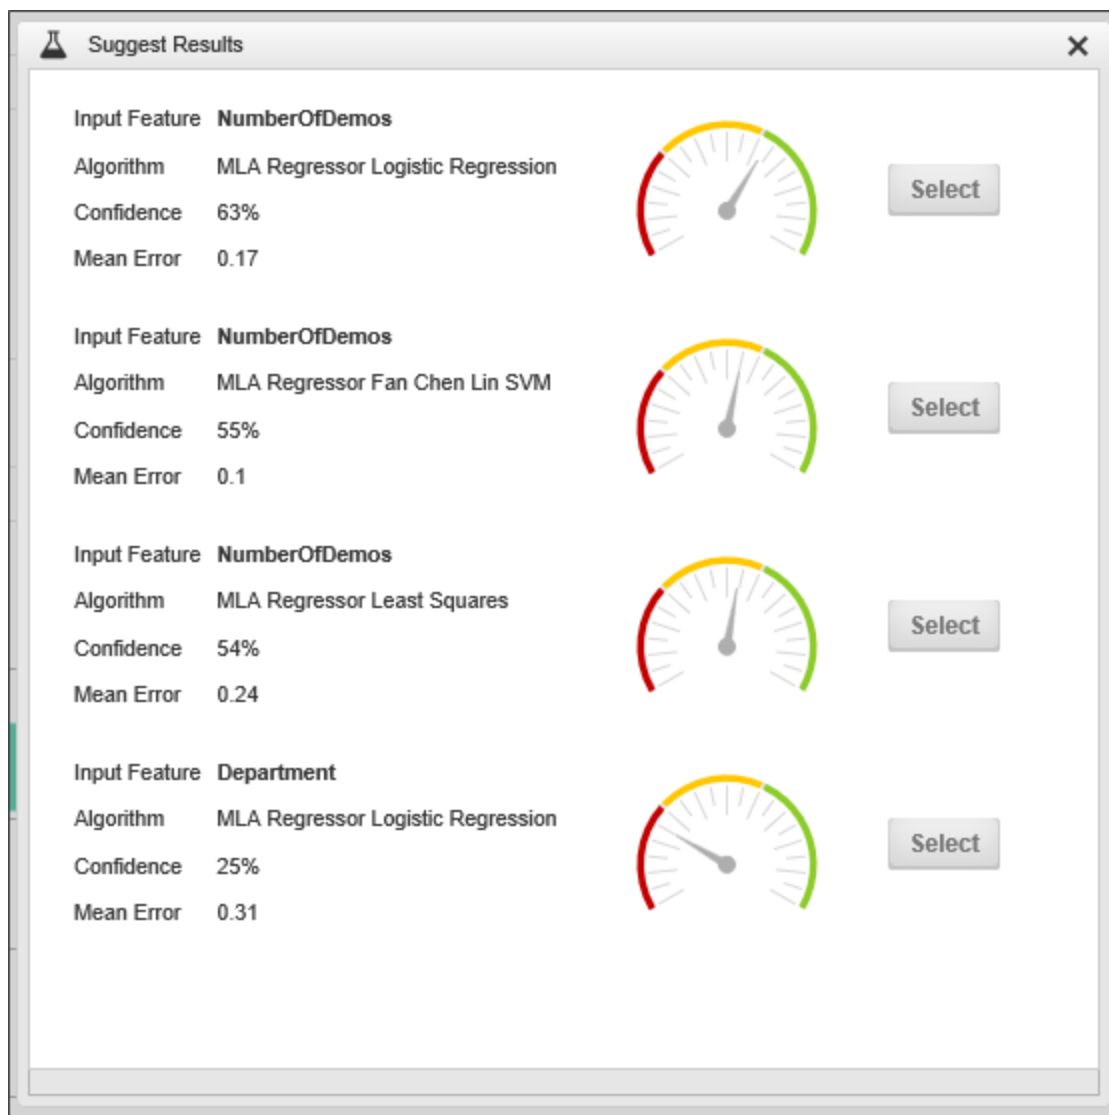 Suggest Results
Input Feature NumberOfDemos
Algorithm MLA Regressor Logistic Regression
Confidence 63%
Mean Error 0.17
Select
Input Feature NumberOfDemos
Algorithm MLA Regressor Fan Chen Lin SVM
Confidence 55%
Mean Error 0.1
Select
Input Feature NumberOfDemos
Algorithm MLA Regressor Least Squares
Confidence 54%
Mean Error 0.24
Select
Input Feature Department
Algorithm MLA Regressor Logistic Regression
Confidence 25%
Mean Error 0.31
Select